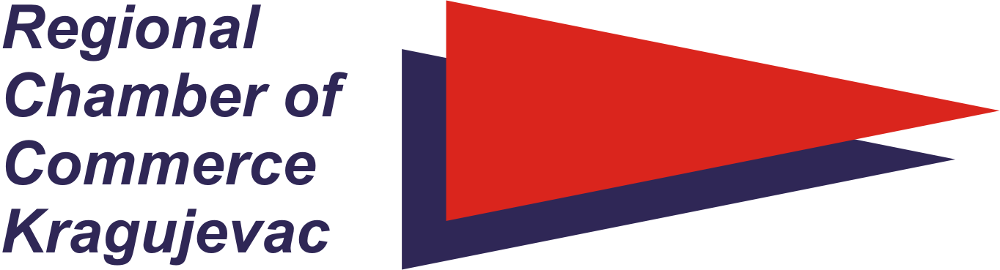 Regional
Chamber of
Commerce
Kragujevac